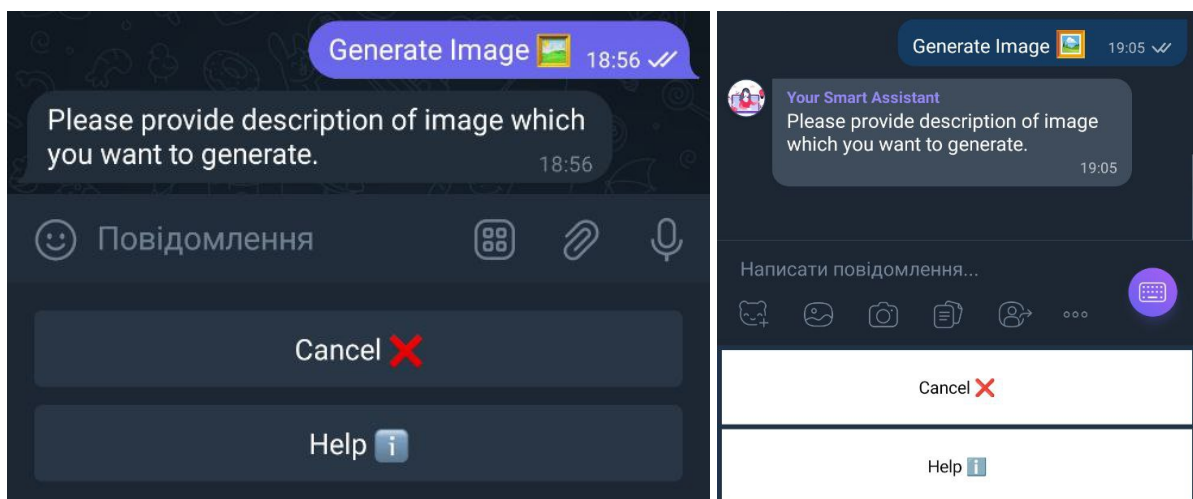 Generate Image 🖼️ 18:56
Please provide description of image which
you want to generate. 18:56
Повідомлення
Cancel ❌
Help ℹ️
Generate Image 🖼️ 19:05
Your Smart Assistant
Please provide description of image
which you want to generate.
19:05
Написати повідомлення...
Cancel ❌
Help ℹ️